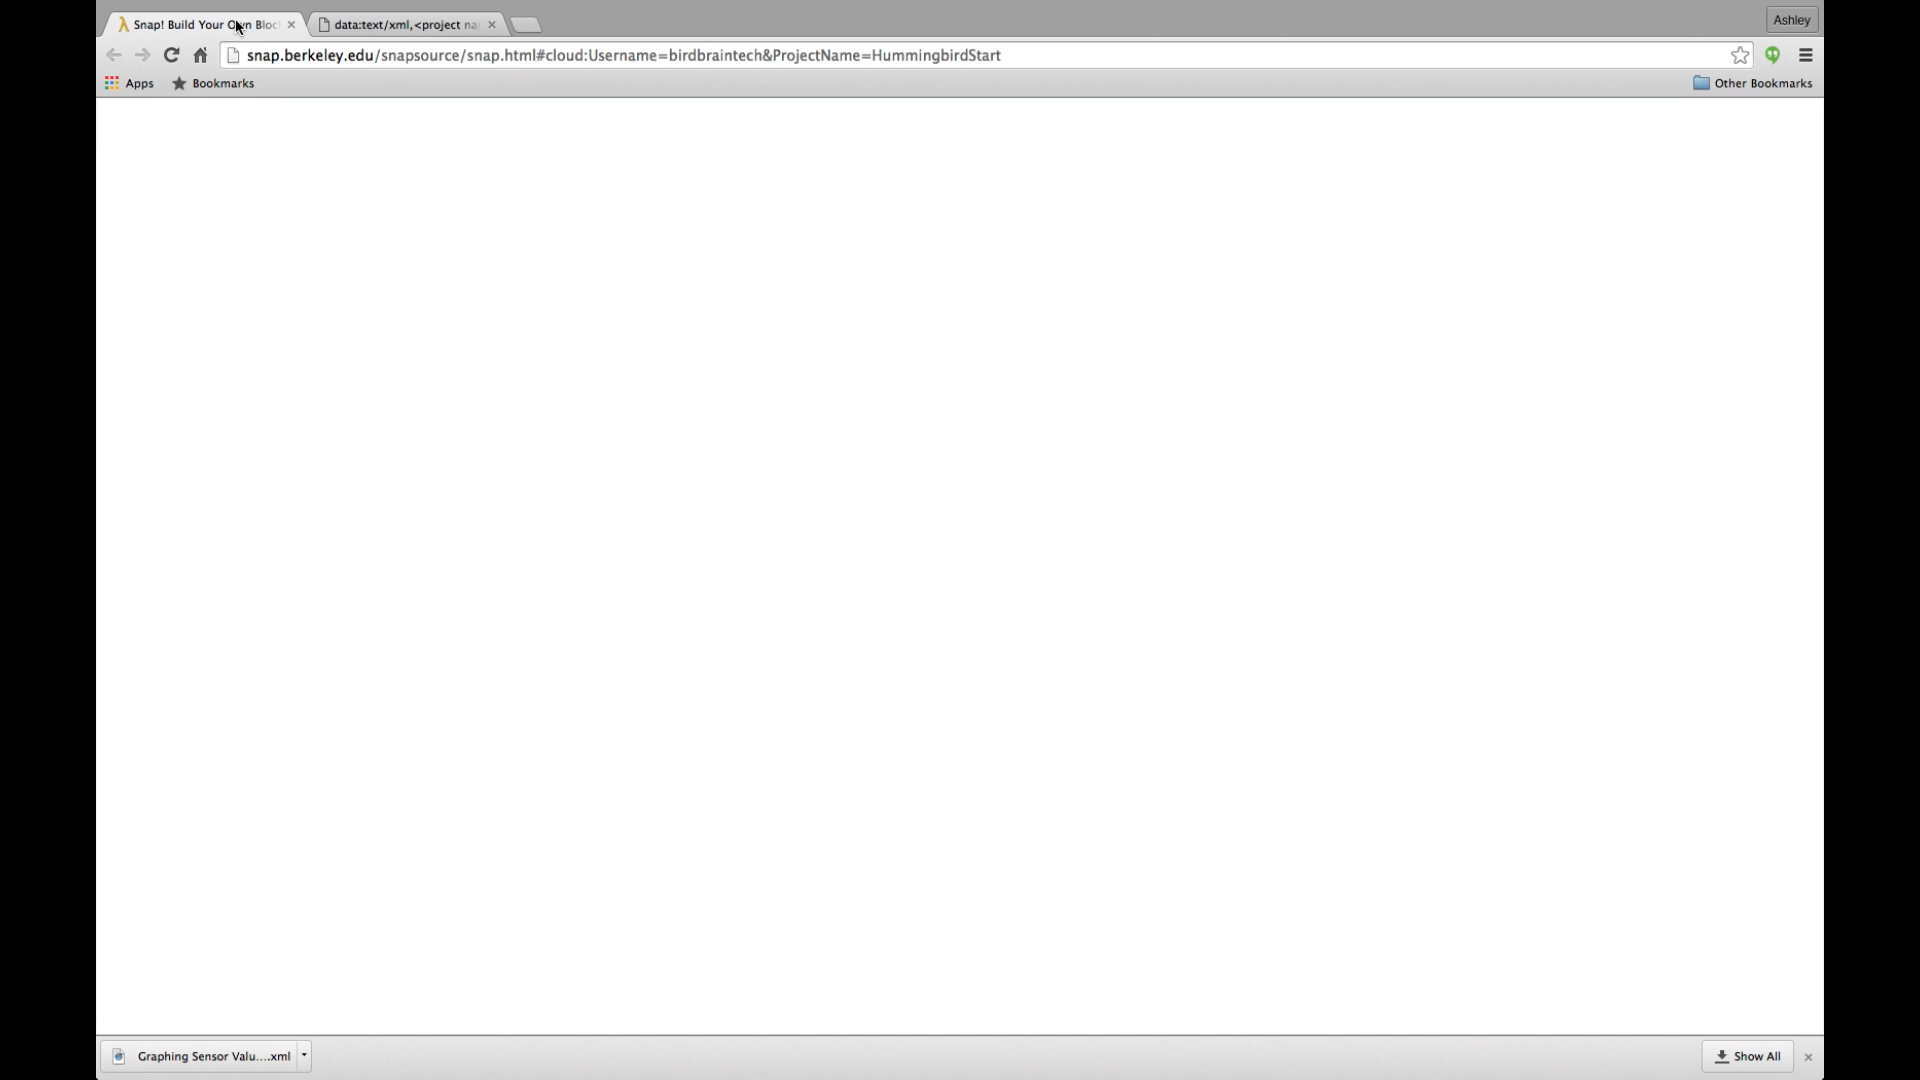 Snap! Build Your Own Bloc
data:text/xml,<project na
Ashley
snap.berkeley.edu/snapsource/snap.html#cloud:Username=birdbraintech&ProjectName=HummingbirdStart
Apps
Bookmarks
Other Bookmarks
Graphing Sensor Valu....xml
Show All